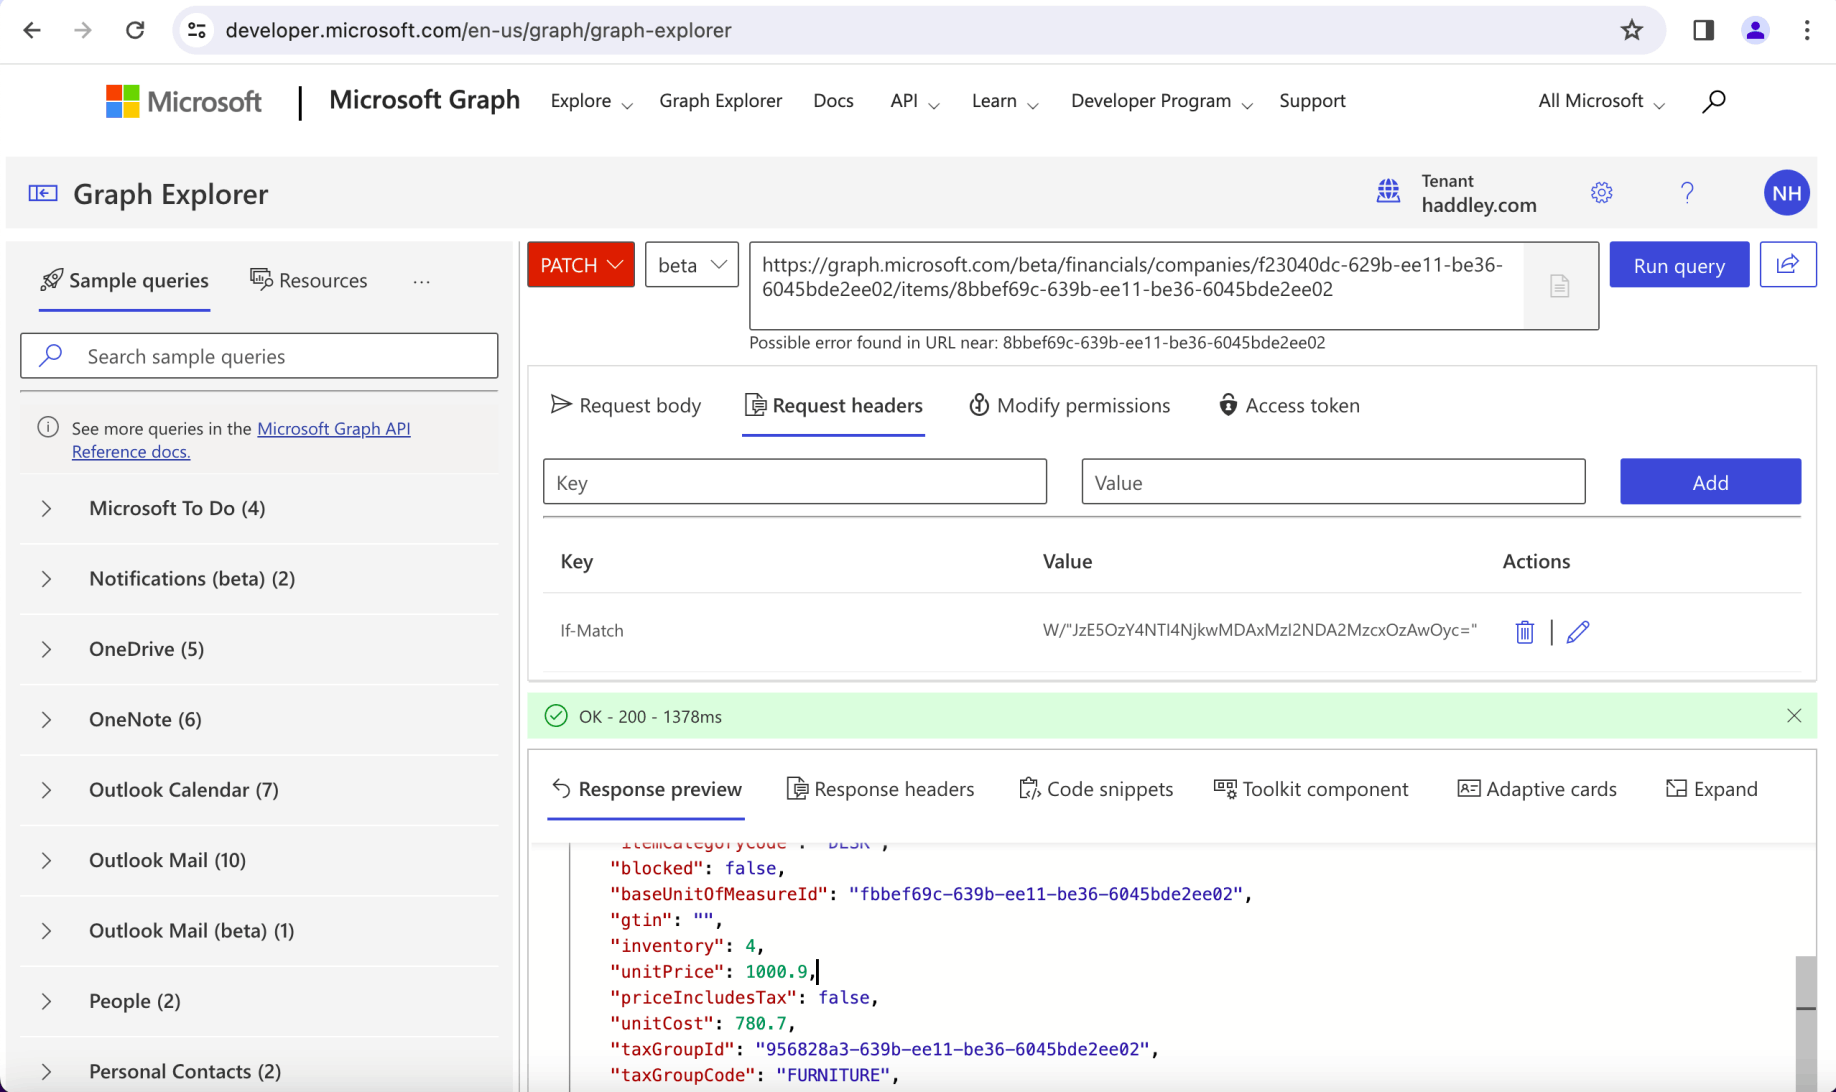 developer.microsoft.com/en-us/graph/graph-explorer
Microsoft
Microsoft Graph
Explore
Graph Explorer
Docs
API
Learn
Developer Program
Support
All Microsoft
Graph Explorer
Tenant
haddley.com
NH
Sample queries
Resources
...
Search sample queries
See more queries in the Microsoft Graph API
Reference docs.
Microsoft To Do (4)
Notifications (beta) (2)
OneDrive (5)
OneNote (6)
Outlook Calendar (7)
Outlook Mail (10)
Outlook Mail (beta) (1)
People (2)
Personal Contacts (2)
PATCH
beta
https://graph.microsoft.com/beta/financials/companies/f23040dc-629b-ee11-be36-
6045bde2ee02/items/8bbef69c-639b-ee11-be36-6045bde2ee02
Run query
Possible error found in URL near: 8bbef69c-639b-ee11-be36-6045bde2ee02
Request body
Request headers
Modify permissions
Access token
Key
Value
Add
Key
Value
Actions
If-Match
W/"JzE5OzY4NTI4NjkwMDAxMzI2NDA2MzcxOzAwOyc="
OK - 200 - 1378ms
Response preview
Response headers
Code snippets
Toolkit component
Adaptive cards
Expand
"itemCategoryCode": "DESK",
"blocked": false,
"baseUnitOfMeasureId": "fbbef69c-639b-ee11-be36-6045bde2ee02",
"gtin": "",
"inventory": 4,
"unitPrice": 1000.9,
"priceIncludesTax": false,
"unitCost": 780.7,
"taxGroupId": "956828a3-639b-ee11-be36-6045bde2ee02",
"taxGroupCode": "FURNITURE",